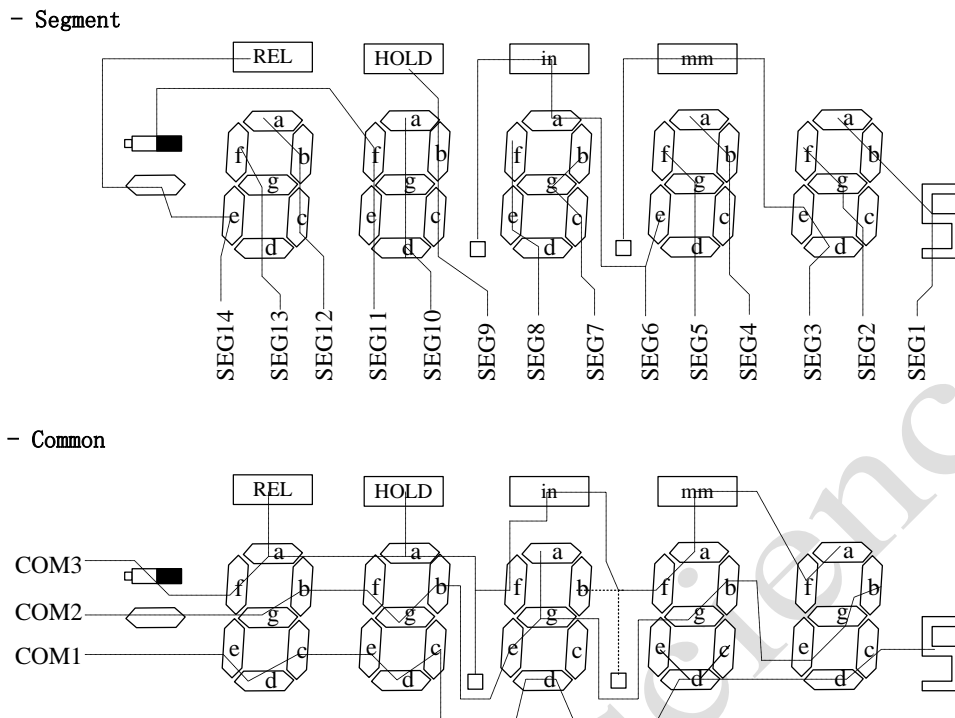 - Segment
REL HOLD in mm
a a a a a
f b f b f b f b f b
g g g g g
e c e c e c e c e c
d d d d d
SEG14 SEG13 SEG12 SEG11 SEG10 SEG9 SEG8 SEG7 SEG6 SEG5 SEG4 SEG3 SEG2 SEG1
- Common
REL HOLD in mm
a a a a a
COM3
f b f b f b f b f b
COM2
g g g g g
COM1
e c e c e c e c e c
d d d d d
scienc